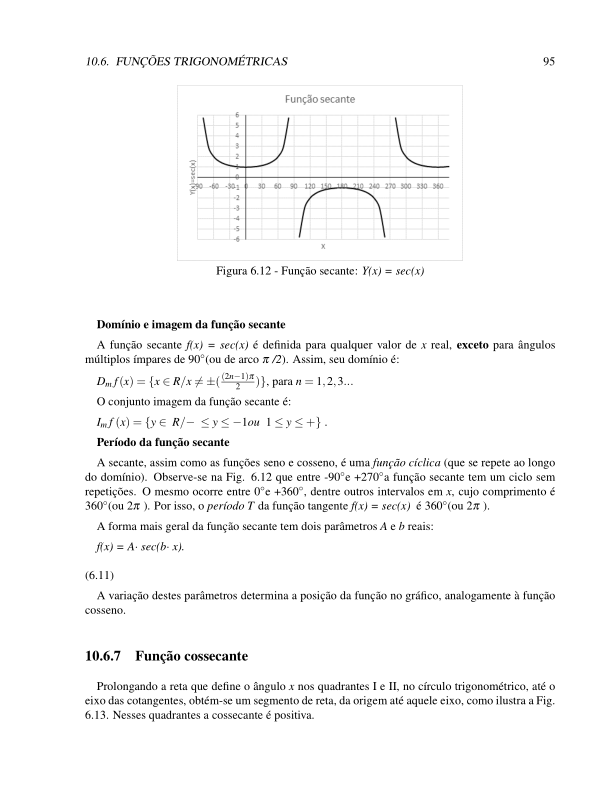 10.6. FUNÇÕES TRIGONOMÉTRICAS 95
Função secante
6
5
4
3
2
1
0
-90 -60 -30 0 30 60 90 120 150 180 210 240 270 300 330 360
-1
-2
-3
-4
-5
-6
Y(x)=sec(x)
X
Figura 6.12 - Função secante: Y(x) = sec(x)
Domínio e imagem da função secante
A função secante f(x) = sec(x) é definida para qualquer valor de x real, exceto para ângulos
múltiplos ímpares de 90°(ou de arco π /2). Assim, seu domínio é:
D_m f(x) = {x ∈ R/x ≠ ±((2n−1)π/2)}, para n = 1,2,3...
O conjunto imagem da função secante é:
I_m f(x) = {y ∈ R/− ≤ y ≤ −1ou 1 ≤ y ≤ +} .
Período da função secante
A secante, assim como as funções seno e cosseno, é uma função cíclica (que se repete ao longo
do domínio). Observe-se na Fig. 6.12 que entre -90°e +270°a função secante tem um ciclo sem
repetições. O mesmo ocorre entre 0°e +360°, dentre outros intervalos em x, cujo comprimento é
360°(ou 2π ). Por isso, o período T da função tangente f(x) = sec(x) é 360°(ou 2π ).
A forma mais geral da função secante tem dois parâmetros A e b reais:
f(x) = A· sec(b· x).
(6.11)
A variação destes parâmetros determina a posição da função no gráfico, analogamente à função
cosseno.
10.6.7 Função cossecante
Prolongando a reta que define o ângulo x nos quadrantes I e II, no círculo trigonométrico, até o
eixo das cotangentes, obtém-se um segmento de reta, da origem até aquele eixo, como ilustra a Fig.
6.13. Nesses quadrantes a cossecante é positiva.